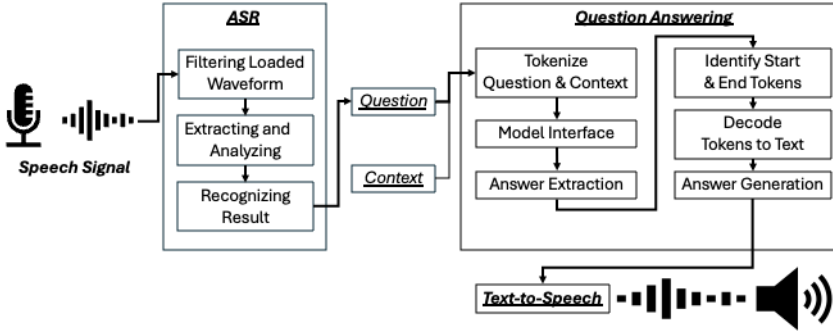 ASR
Filtering Loaded
Waveform
Extracting and
Analyzing
Recognizing
Result
Speech Signal
Question
Context
Question Answering
Tokenize
Question & Context
Model Interface
Answer Extraction
Identify Start
& End Tokens
Decode
Tokens to Text
Answer Generation
Text-to-Speech